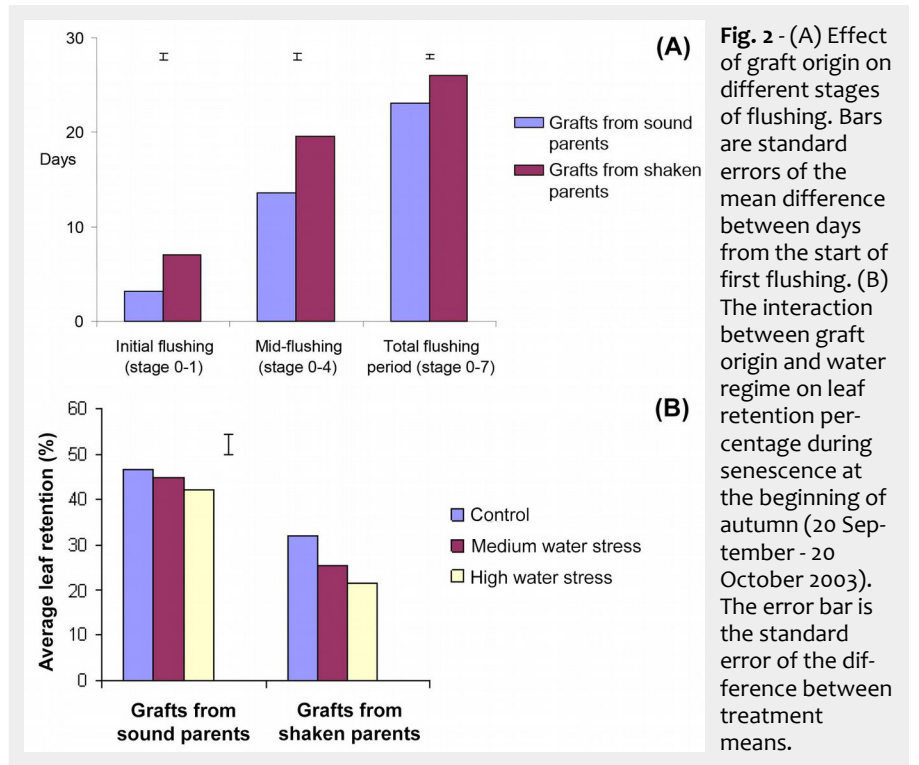 30
(A)
20
Days
10
0
Grafts from sound
parents
Grafts from shaken
parents
Initial flushing
(stage 0-1)
Mid-flushing
(stage 0-4)
Total flushing
period (stage 0-7)
60
(B)
50
40
30
20
10
0
Average leaf retention (%)
Control
Medium water stress
High water stress
Grafts from
sound parents
Grafts from
shaken parents
Fig. 2 - (A) Effect
of graft origin on
different stages
of flushing. Bars
are standard
errors of the
mean difference
between days
from the start of
first flushing. (B)
The interaction
between graft
origin and water
regime on leaf
retention per-
centage during
senescence at
the beginning of
autumn (20 Sep-
tember - 20
October 2003).
The error bar is
the standard
error of the dif-
ference between
treatment
means.